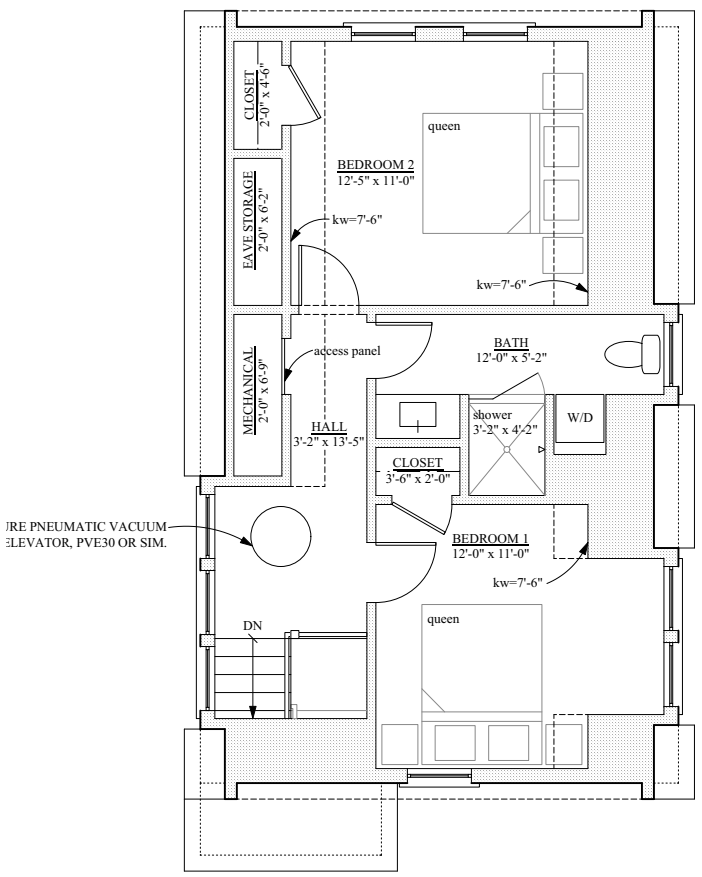 CLOSET
2'-0" x 4'-6"
queen
BEDROOM 2
12'-5" x 11'-0"
EAVE STORAGE
2'-0" x 6'-2"
kw=7'-6"
kw=7'-6"
MECHANICAL
2'-0" x 6'-9"
access panel
BATH
12'-0" x 5'-2"
HALL
3'-2" x 13'-5"
shower
3'-2" x 4'-2"
W/D
CLOSET
3'-6" x 2'-0"
URE PNEUMATIC VACUUM
ELEVATOR, PVE30 OR SIM.
BEDROOM 1
12'-0" x 11'-0"
kw=7'-6"
DN
queen